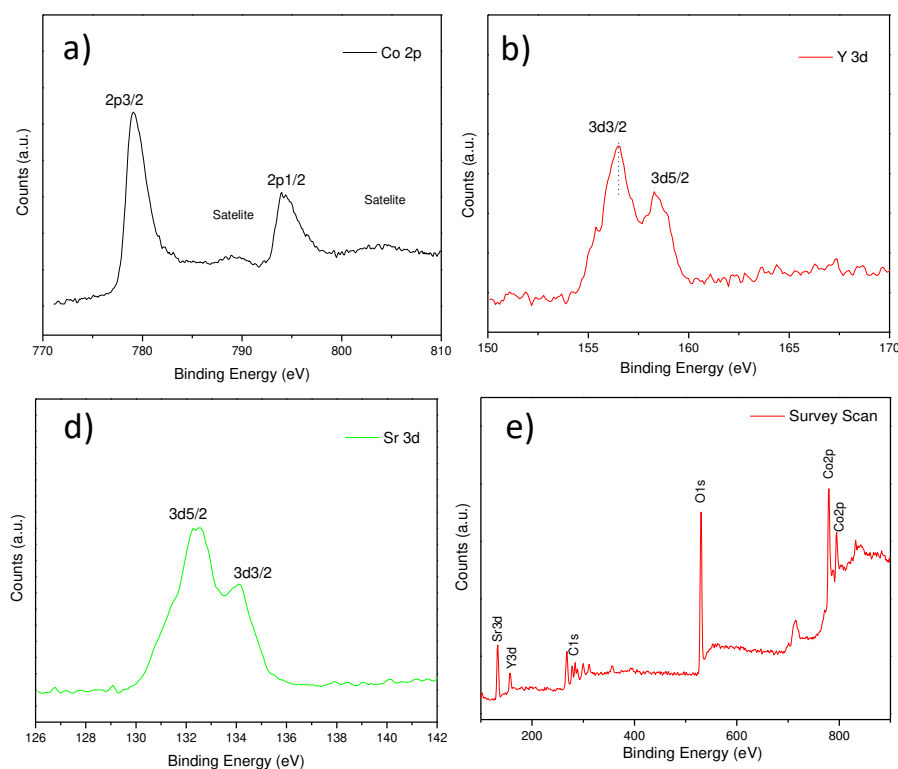 a)
Co 2p
2p3/2
2p1/2
Satelite
Satelite
Counts (a.u.)
770 780 790 800 810
Binding Energy (eV)
b)
Y 3d
3d3/2
3d5/2
Counts (a.u.)
150 155 160 165 170
Binding Energy (eV)
d)
Sr 3d
3d5/2
3d3/2
Counts (a.u.)
126 128 130 132 134 136 138 140 142
Binding Energy (eV)
e)
Survey Scan
Sr3d
Y3d
C1s
O1s
Co2p
Co2p
Counts (a.u.)
200 400 600 800
Binding Energy (eV)